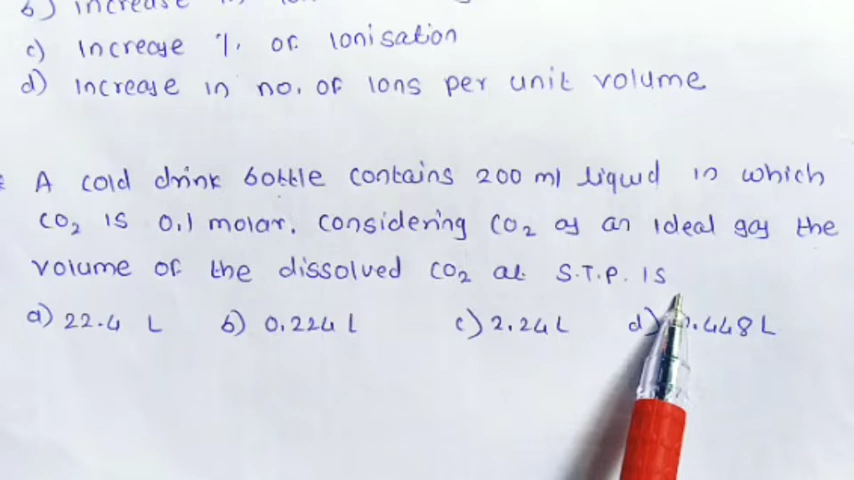 b) increase
c) Increase %. of Ionisation
d) Increase in no. of Ions per unit volume
A cold drink bottle contains 200 ml liquid in which
CO2 is 0.1 molar. Considering CO2 as an ideal gas the
volume of the dissolved CO2 at S.T.P. is
a) 22.4 L b) 0.224 L c) 2.24 L d) .448 L